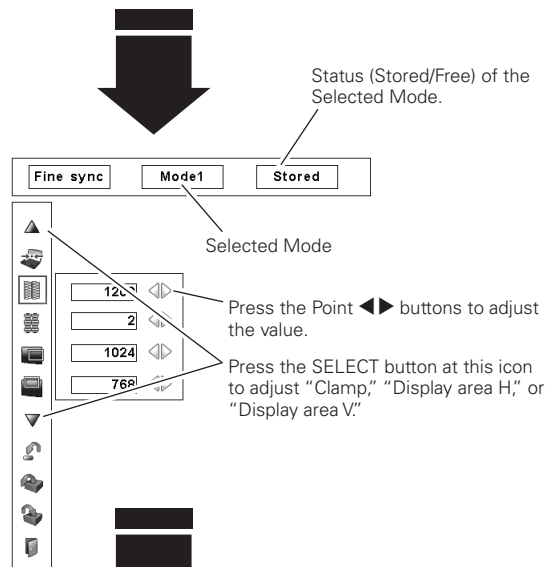 Status (Stored/Free) of the
Selected Mode.
Fine sync
Mode1
Stored
Selected Mode
2
1024
768
Press the Point ◀▶ buttons to adjust
the value.
Press the SELECT button at this icon
to adjust “Clamp,” “Display area H,” or
“Display area V.”